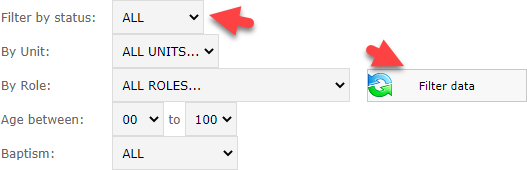 Filter by status: ALL
By Unit: ALL UNITS...
By Role: ALL ROLES... Filter data
Age between: 00 to 100
Baptism: ALL